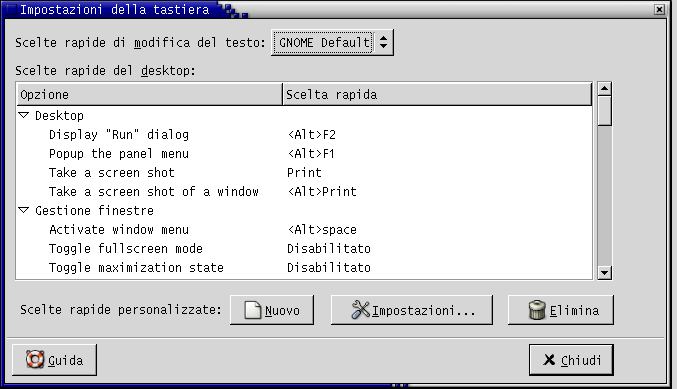 Impostazioni della tastiera
Scelte rapide di modifica del testo: GNOME Default
Scelte rapide del desktop:
Opzione Scelta rapida
Desktop
Display "Run" dialog <Alt>F2
Popup the panel menu <Alt>F1
Take a screen shot Print
Take a screen shot of a window <Alt>Print
Gestione finestre
Activate window menu <Alt>space
Toggle fullscreen mode Disabilitato
Toggle maximization state Disabilitato
Scelte rapide personalizzate: Nuovo Impostazioni... Elimina
Guida Chiudi